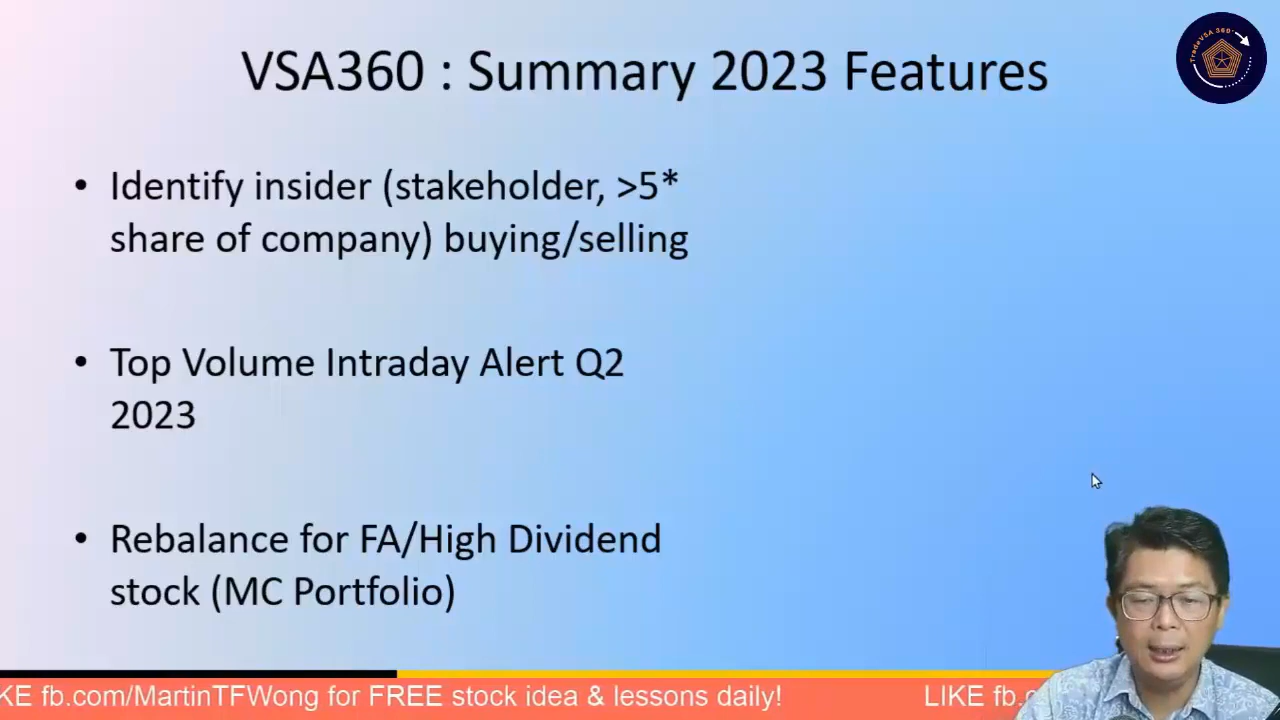 VSA360 : Summary 2023 Features
TradeVSA 360°
• Identify insider (stakeholder, >5*
share of company) buying/selling
• Top Volume Intraday Alert Q2
2023
• Rebalance for FA/High Dividend
stock (MC Portfolio)
KE fb.com/MartinTFWong for FREE stock idea & lessons daily!
LIKE fb.